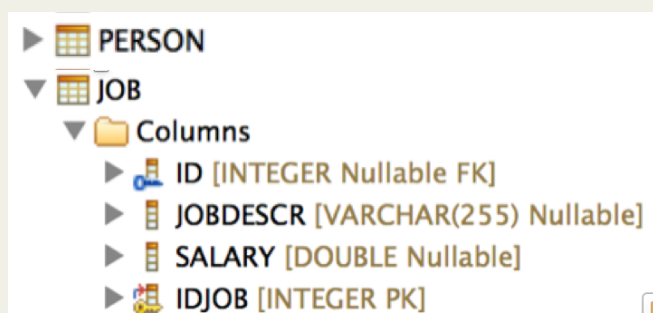 PERSON
JOB
Columns
ID [INTEGER Nullable FK]
JOBDESCR [VARCHAR(255) Nullable]
SALARY [DOUBLE Nullable]
IDJOB [INTEGER PK]